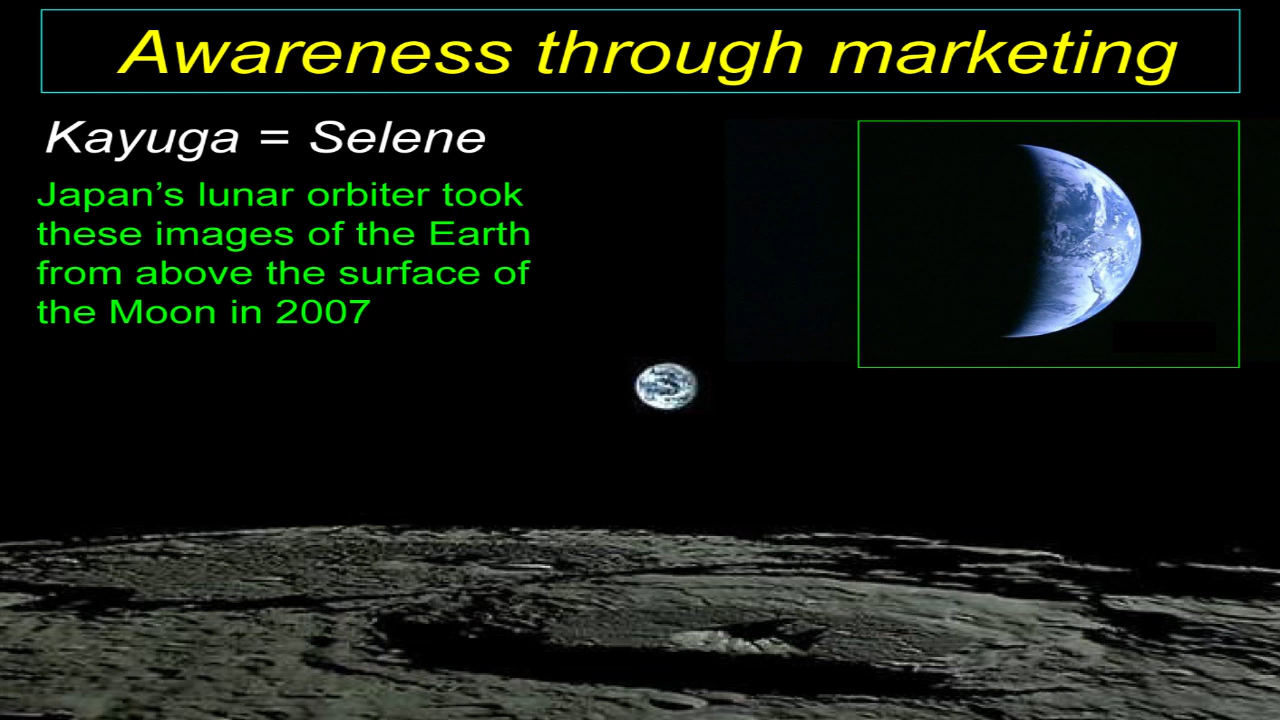 Awareness through marketing
Kayuga = Selene
Japan’s lunar orbiter took
these images of the Earth
from above the surface of
the Moon in 2007